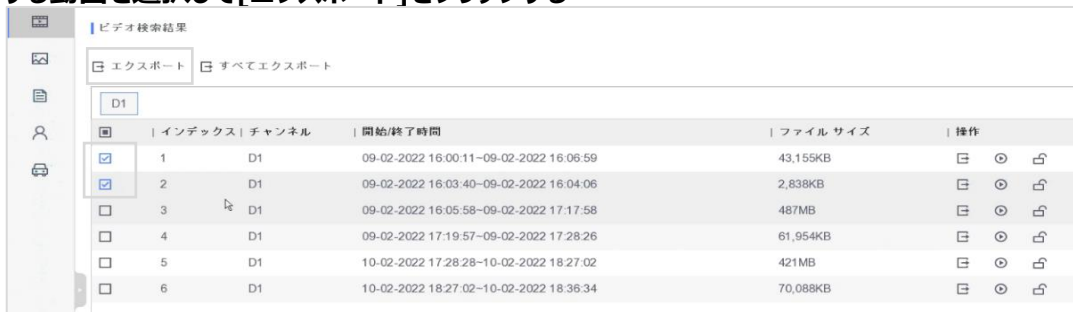 ビデオ検索結果
エクスポート すべてエクスポート
D1
| インデックス | チャンネル | 開始/終了時間 | ファイル サイズ | 操作
1 D1 09-02-2022 16:00:11~09-02-2022 16:06:59 43,155KB
2 D1 09-02-2022 16:03:40~09-02-2022 16:04:06 2,838KB
3 D1 09-02-2022 16:05:58~09-02-2022 17:17:58 487MB
4 D1 09-02-2022 17:19:57~09-02-2022 17:28:26 61,954KB
5 D1 10-02-2022 17:28:28~10-02-2022 18:27:02 421MB
6 D1 10-02-2022 18:27:02~10-02-2022 18:36:34 70,088KB